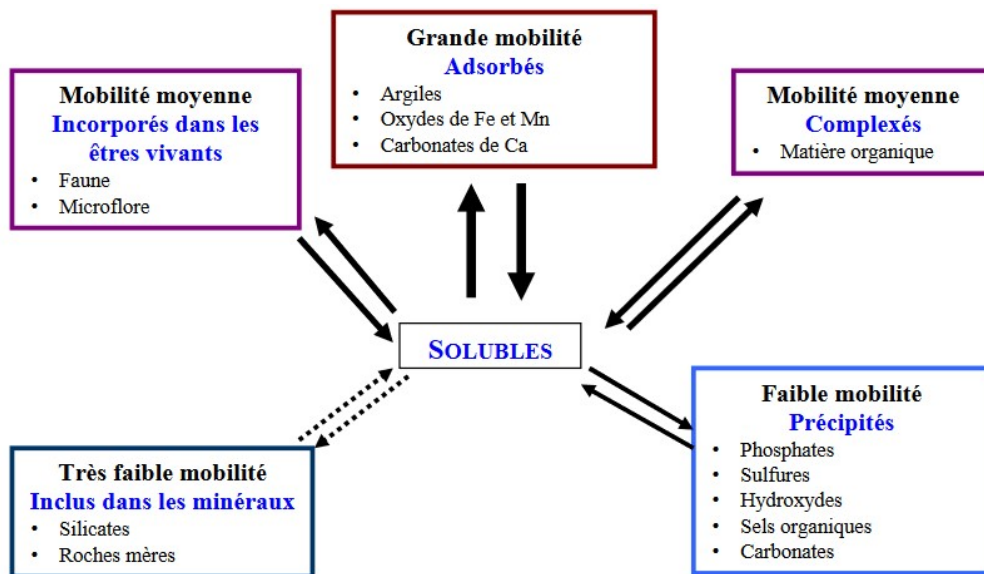 Grande mobilité
Adsorbés
• Argiles
• Oxydes de Fe et Mn
• Carbonates de Ca
Mobilité moyenne
Incorporés dans les
êtres vivants
• Faune
• Microflore
Mobilité moyenne
Complexés
• Matière organique
SOLUBLES
Très faible mobilité
Inclus dans les minéraux
• Silicates
• Roches mères
Faible mobilité
Précipités
• Phosphates
• Sulfures
• Hydroxydes
• Sels organiques
• Carbonates